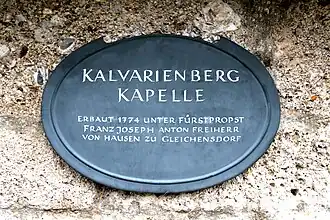 KALVARIENBERG
KAPELLE
ERBAUT 1774 UNTER FÜRSTPROPST
FRANZ JOSEPH ANTON FREIHERR
VON HAUSEN ZU GLEICHENSDORF